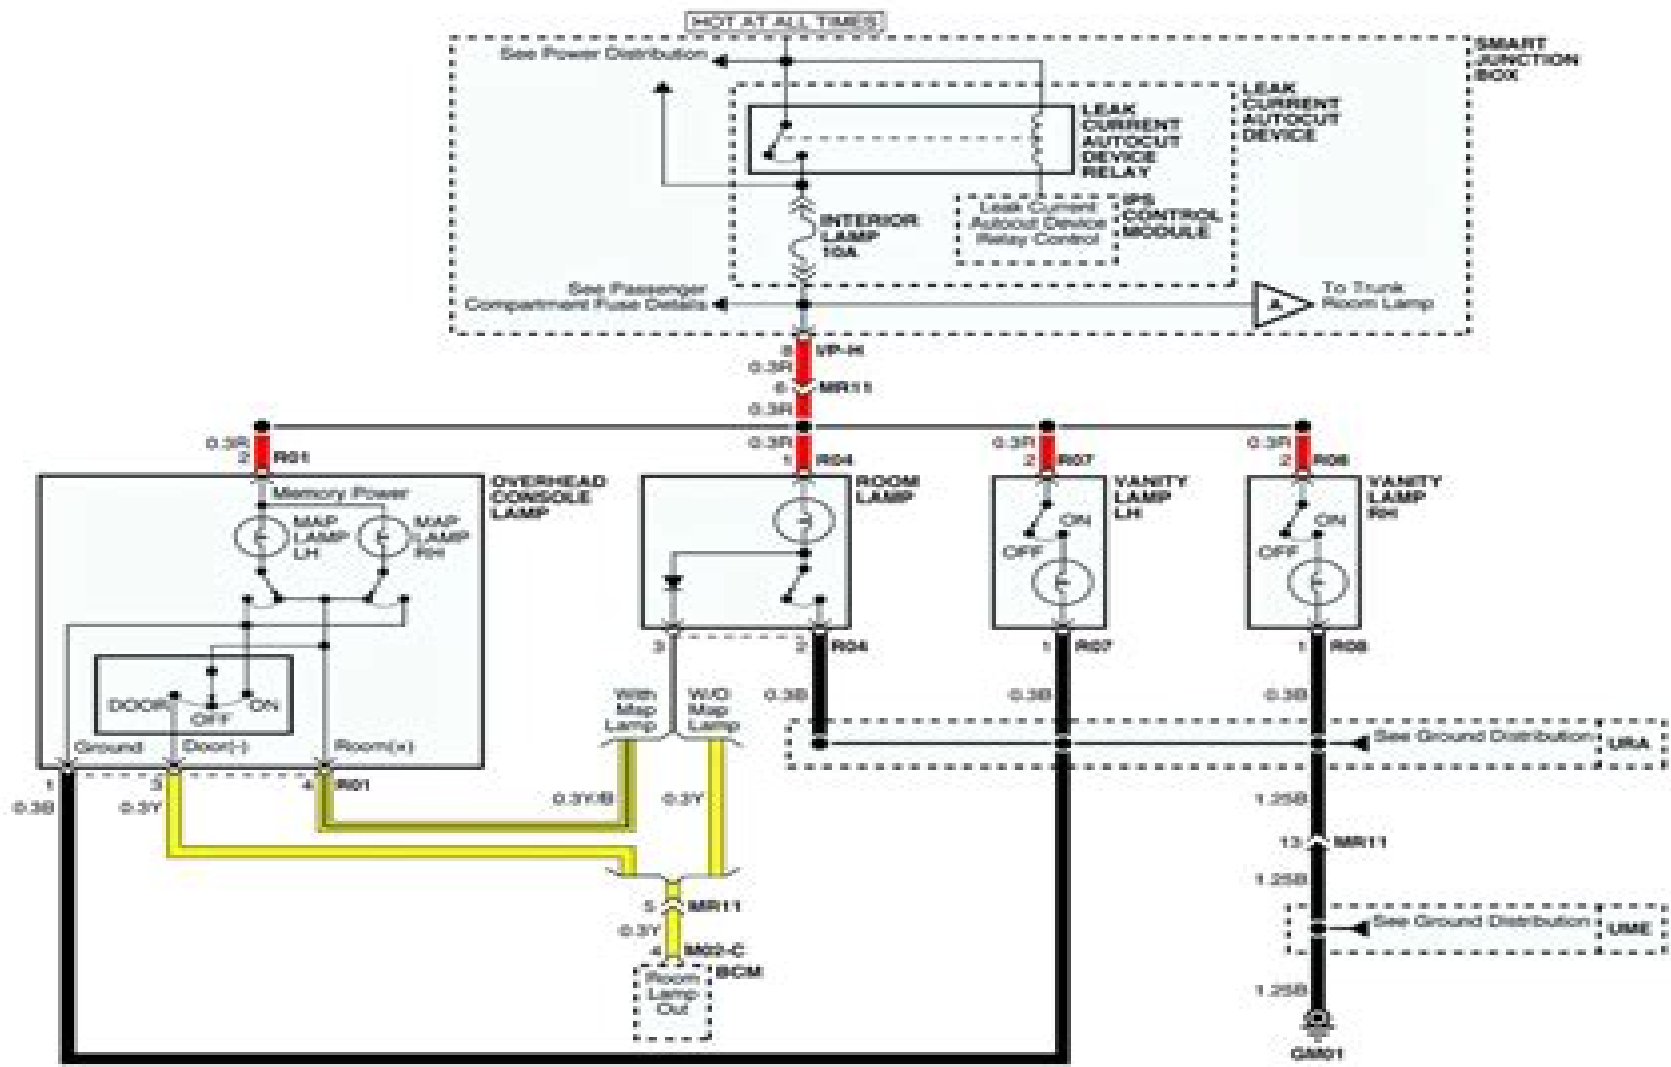 HOT AT ALL TIMES
See Power Distribution
SMART
JUNCTION
BOX
LEAK
CURRENT
AUTOCUT
DEVICE
LEAK
CURRENT
AUTOCUT
DEVICE
RELAY
INTERIOR
LAMP
10A
Leak Current
Autocut Device
Relay Control
IPS
CONTROL
MODULE
See Passenger
Compartment Fuse Details
A
To Trunk
Room Lamp
8 I/P-H
0.3R
6 MR11
0.3R
0.3R
2 R01
0.3R
1 R04
0.3R
2 R07
0.3R
2 R08
OVERHEAD
CONSOLE
LAMP
Memory Power
MAP
LAMP
LH
MAP
LAMP
RH
ROOM
LAMP
VANITY
LAMP
LH
ON
OFF
VANITY
LAMP
RH
ON
OFF
DOOR
OFF
ON
Ground
Door(-)
Room(+)
1
3
4 R01
0.3B
0.3Y
3
2 R04
1 R07
1 R08
With
Map
Lamp
W/O
Map
Lamp
0.3B
0.3B
0.3B
See Ground Distribution
URA
0.3Y/B
0.3Y
1.25B
13 MR11
1.25B
5 MR11
0.3Y
4 M02-C
BCM
Room
Lamp
Out
See Ground Distribution
UME
1.25B
GM01